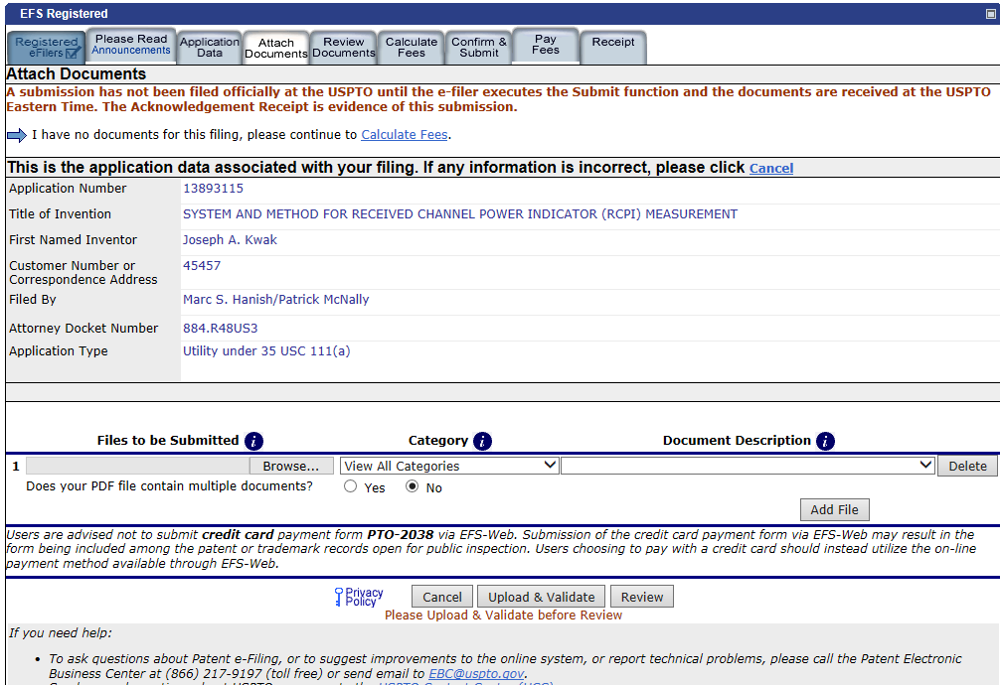 EFS Registered
Registered eFilers
Please Read Announcements
Application Data
Attach Documents
Review Documents
Calculate Fees
Confirm & Submit
Pay Fees
Receipt
Attach Documents
A submission has not been filed officially at the USPTO until the e-filer executes the Submit function and the documents are received at the USPTO
Eastern Time. The Acknowledgement Receipt is evidence of this submission.
I have no documents for this filing, please continue to Calculate Fees.
This is the application data associated with your filing. If any information is incorrect, please click Cancel
Application Number 13893115
Title of Invention SYSTEM AND METHOD FOR RECEIVED CHANNEL POWER INDICATOR (RCPI) MEASUREMENT
First Named Inventor Joseph A. Kwak
Customer Number or Correspondence Address 45457
Filed By Marc S. Hanish/Patrick McNally
Attorney Docket Number 884.R48US3
Application Type Utility under 35 USC 111(a)
Files to be Submitted i Category i Document Description i
1 Browse... View All Categories Delete
Does your PDF file contain multiple documents? Yes No
Add File
Users are advised not to submit credit card payment form PTO-2038 via EFS-Web. Submission of the credit card payment form via EFS-Web may result in the
form being included among the patent or trademark records open for public inspection. Users choosing to pay with a credit card should instead utilize the on-line
payment method available through EFS-Web.
Privacy Policy Cancel Upload & Validate Review
Please Upload & Validate before Review
If you need help:
• To ask questions about Patent e-Filing, or to suggest improvements to the online system, or report technical problems, please call the Patent Electronic
Business Center at (866) 217-9197 (toll free) or send email to EBC@uspto.gov.